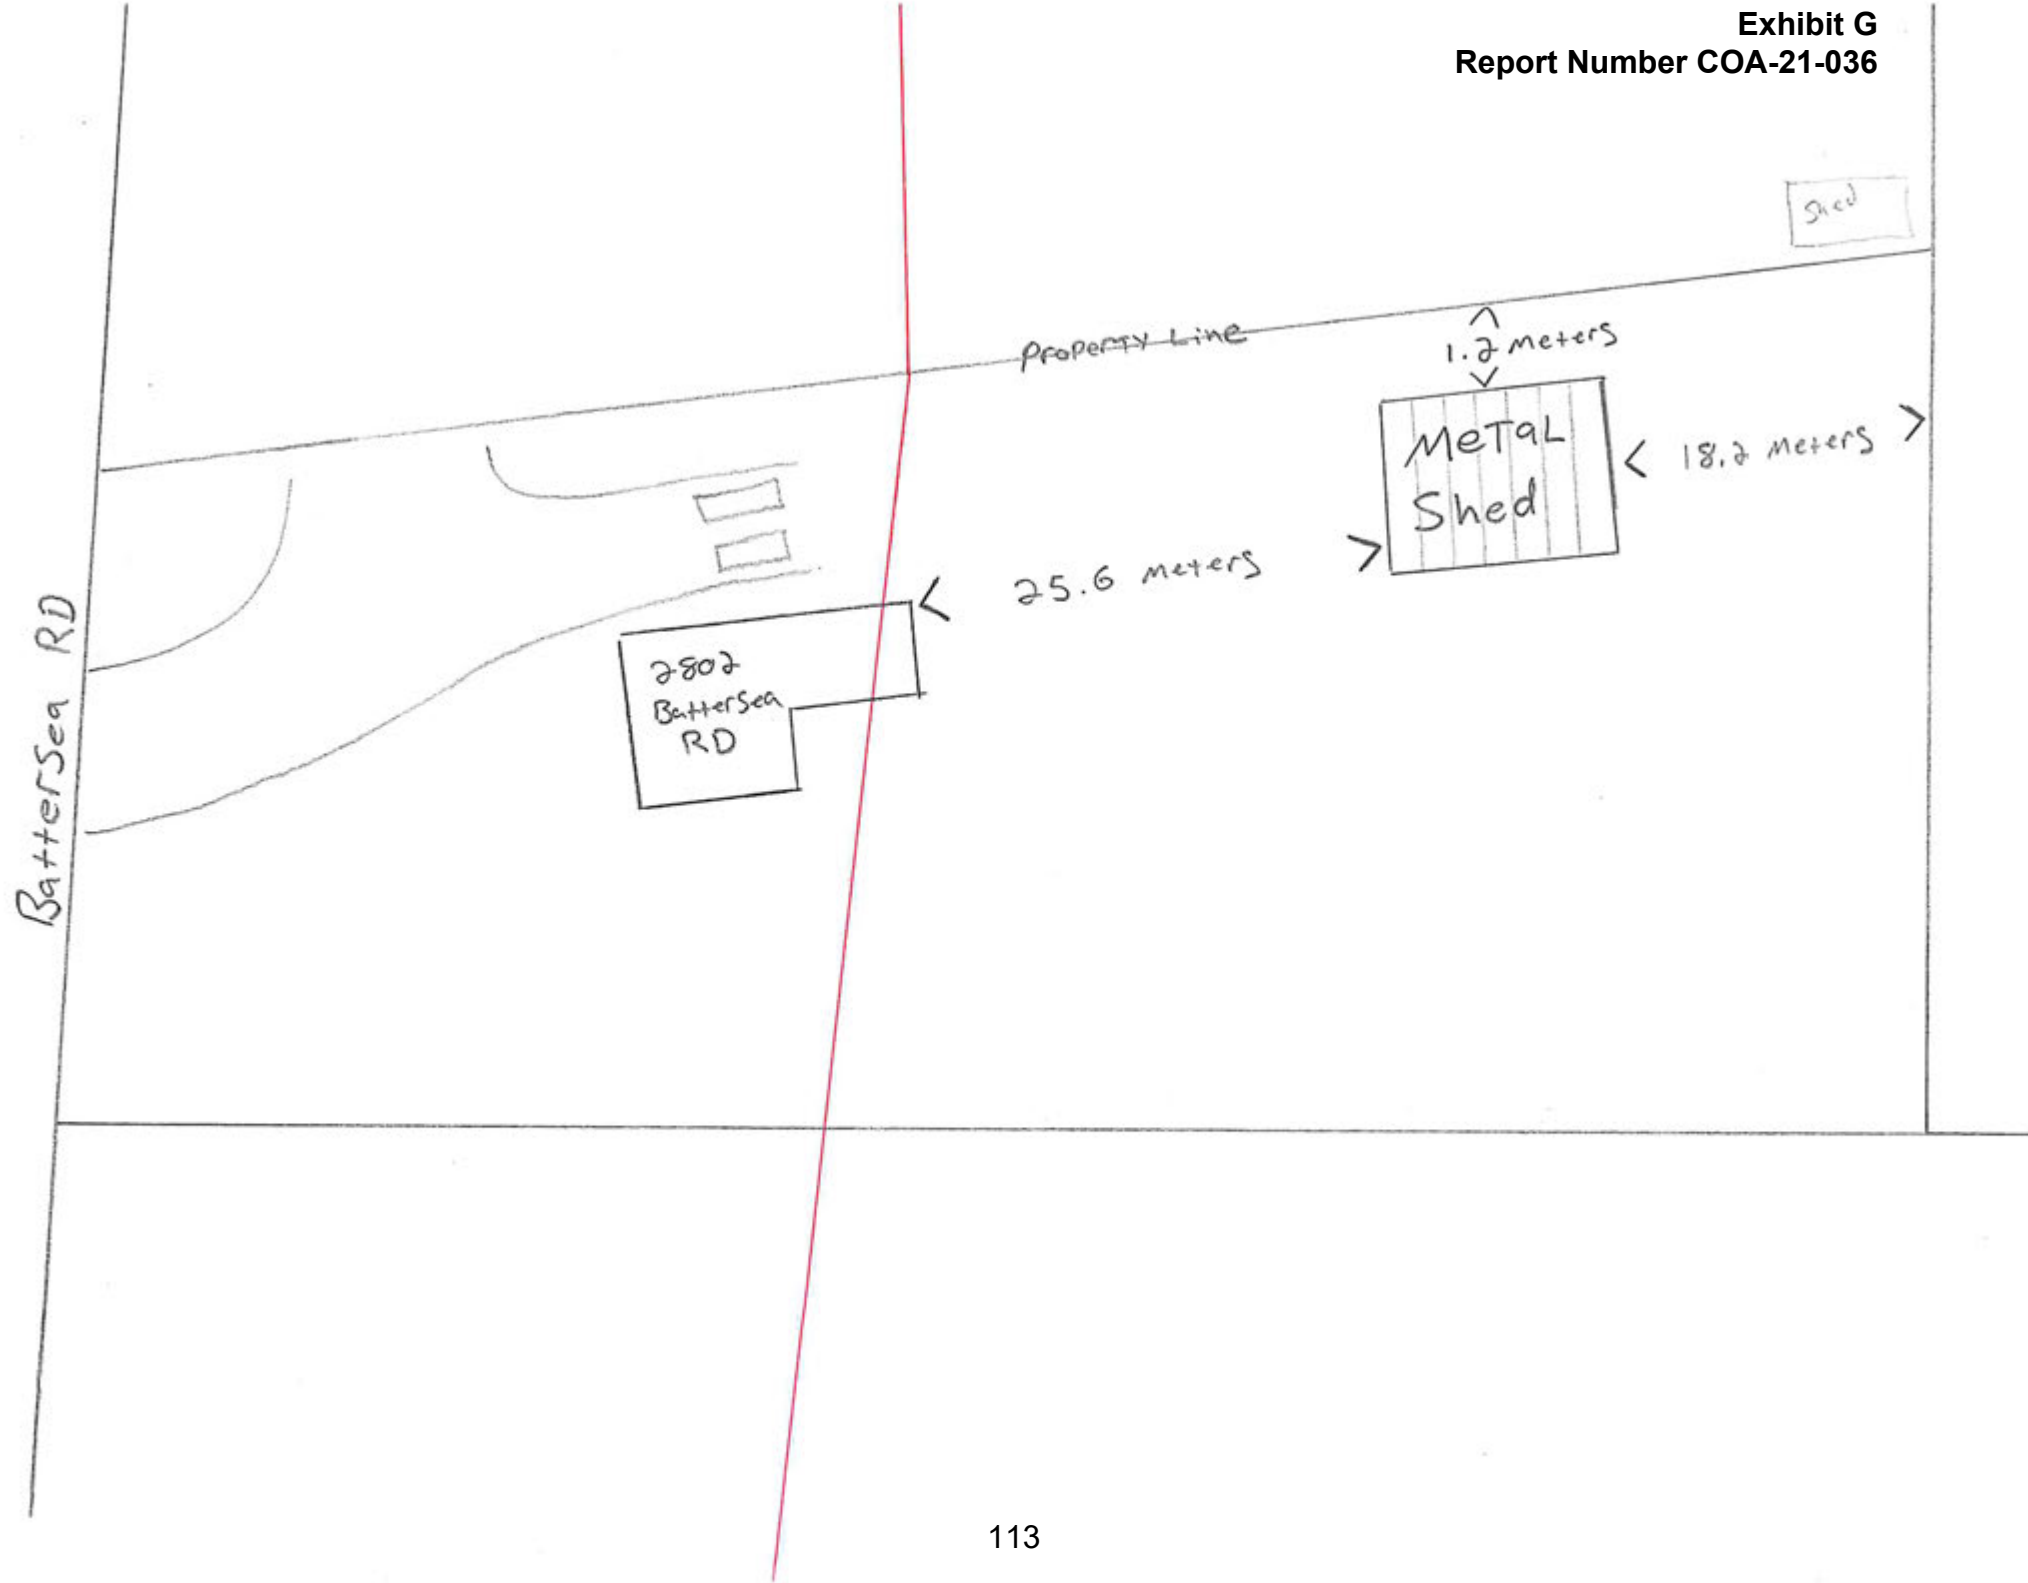 Exhibit G
Report Number COA-21-036
Shed
Property Line
1.2 meters
Metal
Shed
18.2 meters
25.6 meters
2802
Battersea
RD
Battersea RD
113